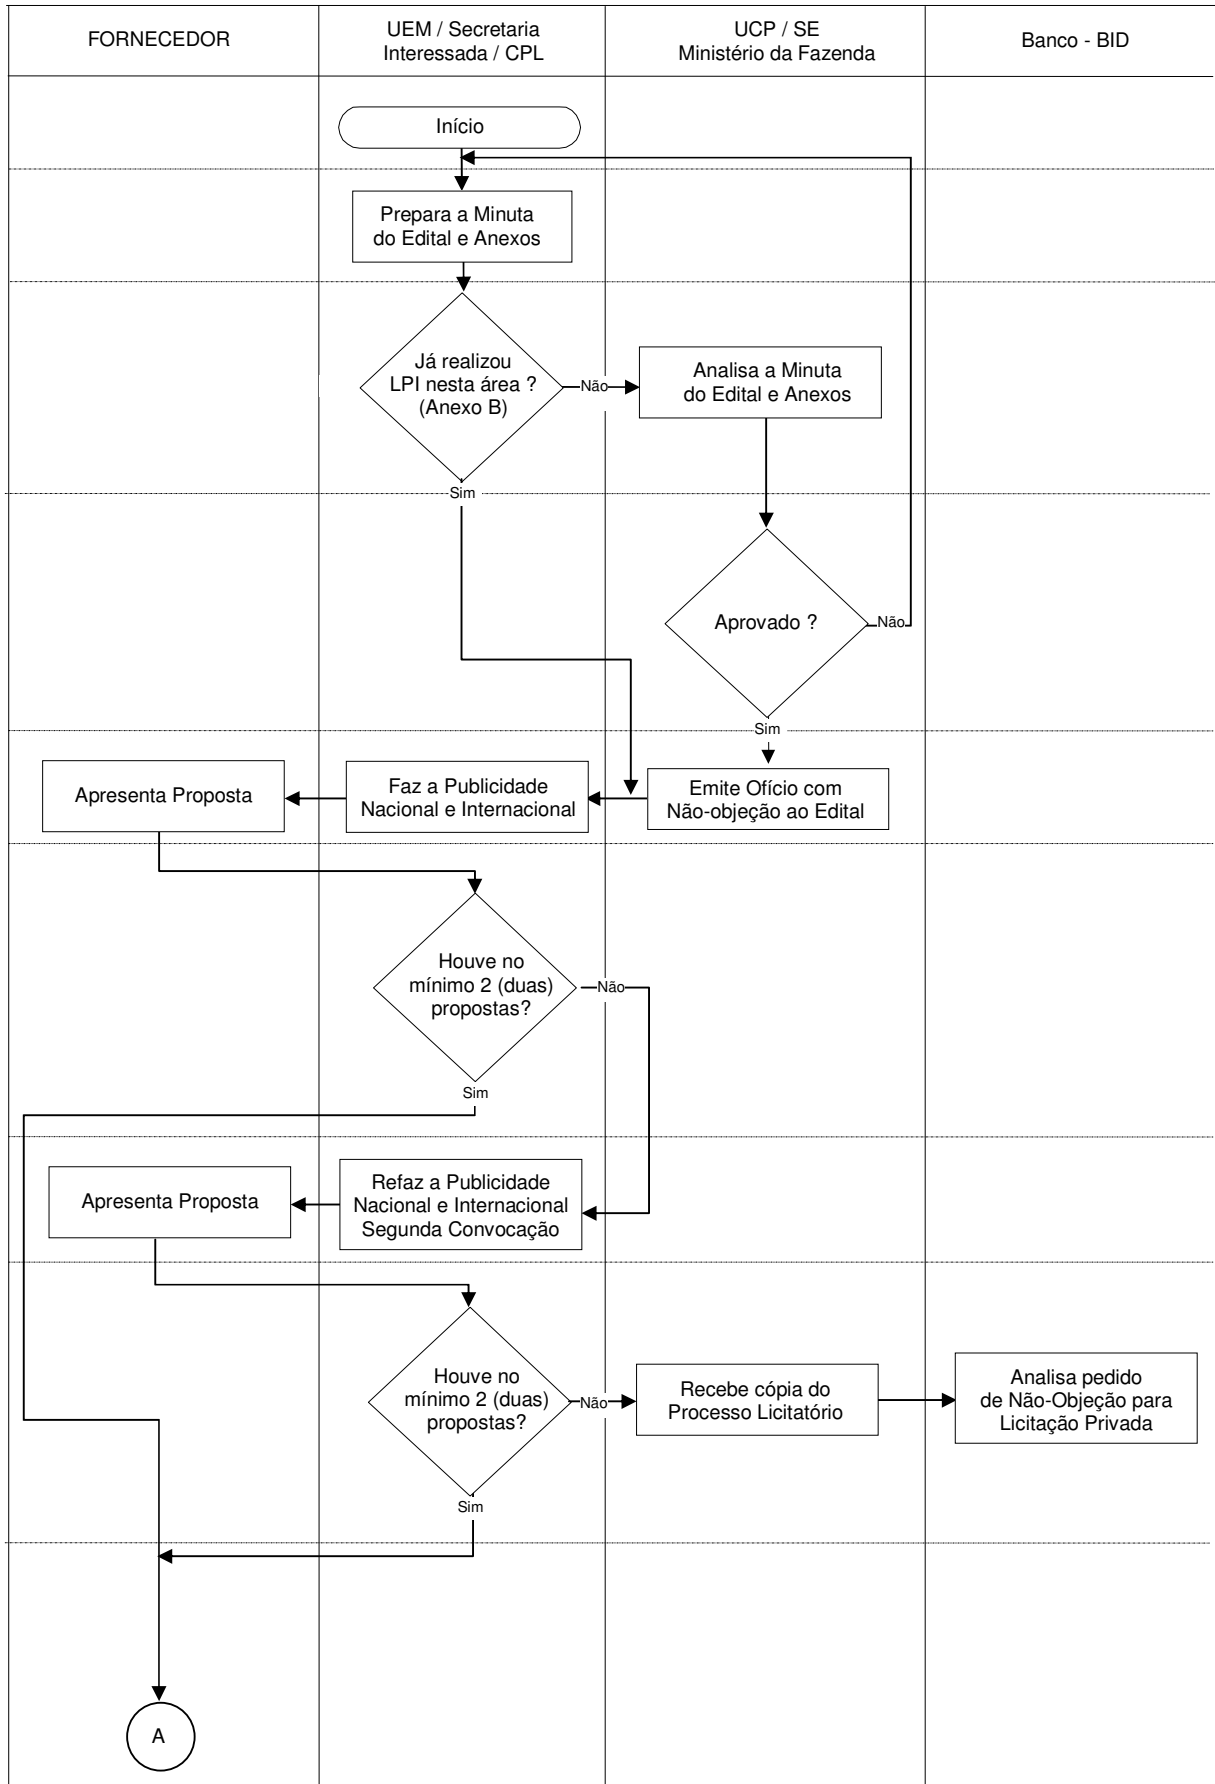 FORNECEDOR
UEM / Secretaria
Interessada / CPL
UCP / SE
Ministério da Fazenda
Banco - BID
Início
Prepara a Minuta
do Edital e Anexos
Já realizou
LPI nesta área ?
(Anexo B)
Não
Analisa a Minuta
do Edital e Anexos
Sim
Aprovado ?
Não
Sim
Apresenta Proposta
Faz a Publicidade
Nacional e Internacional
Emite Ofício com
Não-objeção ao Edital
Houve no
mínimo 2 (duas)
propostas?
Não
Sim
Apresenta Proposta
Refaz a Publicidade
Nacional e Internacional
Segunda Convocação
Houve no
mínimo 2 (duas)
propostas?
Não
Recebe cópia do
Processo Licitatório
Analisa pedido
de Não-Objeção para
Licitação Privada
Sim
A